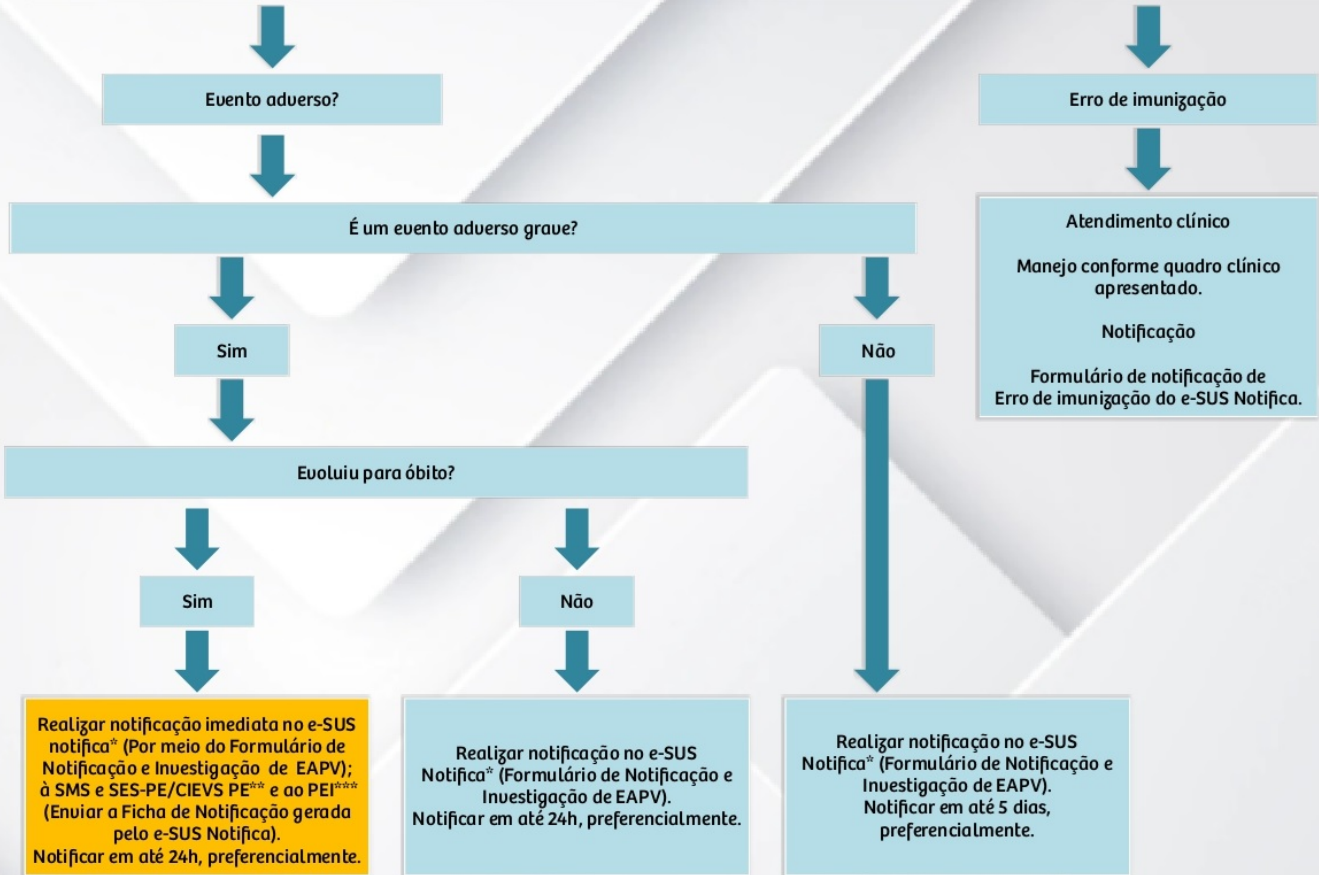 Evento adverso?
Erro de imunização
É um evento adverso grave?
Atendimento clínico
Manejo conforme quadro clínico
apresentado.
Notificação
Formulário de notificação de
Erro de imunização do e-SUS Notifica.
Sim
Não
Evoluiu para óbito?
Sim
Não
Realizar notificação imediata no e-SUS
notifica* (Por meio do Formulário de
Notificação e Investigação de EAPV);
à SMS e SES-PE/CIEVS PE** e ao PEI***
(Enviar a Ficha de Notificação gerada
pelo e-SUS Notifica).
Notificar em até 24h, preferencialmente.
Realizar notificação no e-SUS
Notifica* (Formulário de Notificação e
Investigação de EAPV).
Notificar em até 24h, preferencialmente.
Realizar notificação no e-SUS
Notifica* (Formulário de Notificação e
Investigação de EAPV).
Notificar em até 5 dias,
preferencialmente.